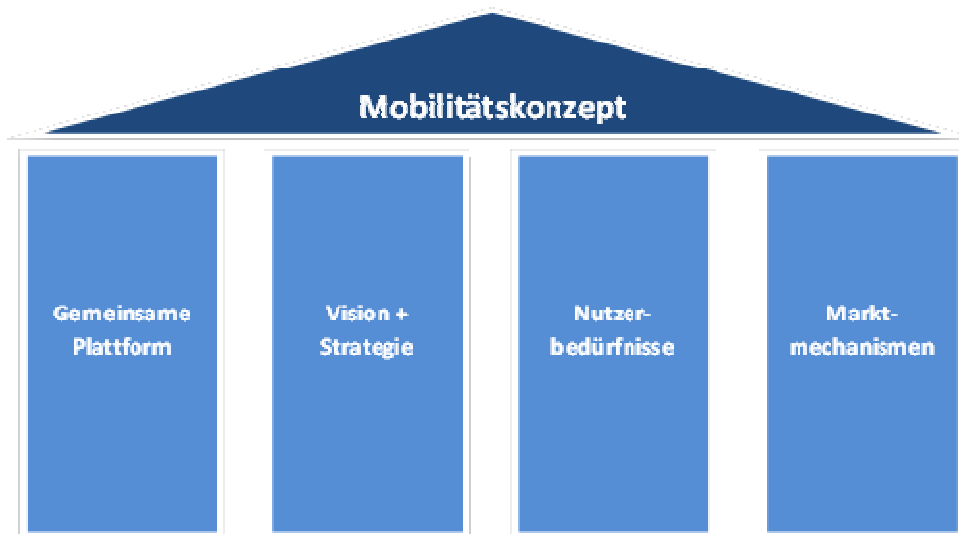 Mobilitätskonzept
Gemeinsame
Plattform
Vision +
Strategie
Nutzer-
bedürfnisse
Markt-
mechanismen